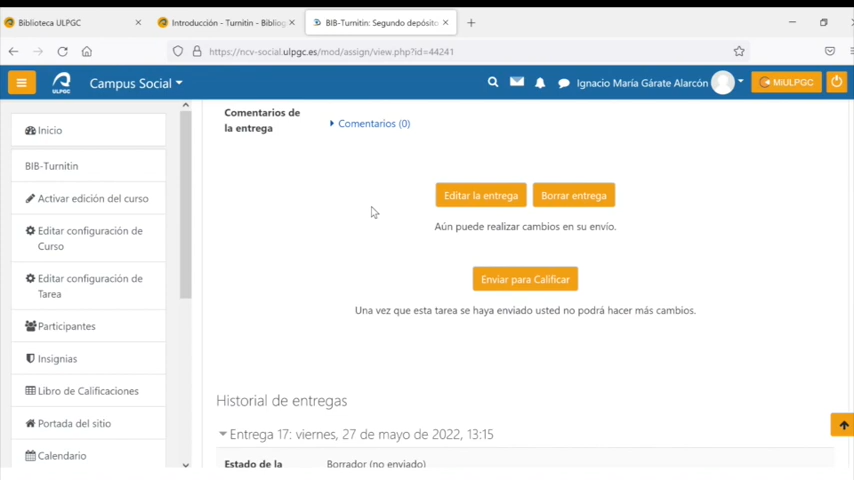 Biblioteca ULPGC
Introducción - Turnitin - Bibliog
BIB-Turnitin: Segundo depósito
https://ncv-social.ulpgc.es/mod/assign/view.php?id=44241
ULPGC
Campus Social
Ignacio María Gárate Alarcón
MiULPGC
Inicio
BIB-Turnitin
Activar edición del curso
Editar configuración de
Curso
Editar configuración de
Tarea
Participantes
Insignias
Libro de Calificaciones
Portada del sitio
Calendario
Comentarios de
la entrega
Comentarios (0)
Editar la entrega
Borrar entrega
Aún puede realizar cambios en su envío.
Enviar para Calificar
Una vez que esta tarea se haya enviado usted no podrá hacer más cambios.
Historial de entregas
Entrega 17: viernes, 27 de mayo de 2022, 13:15
Estado de la
Borrador (no enviado)